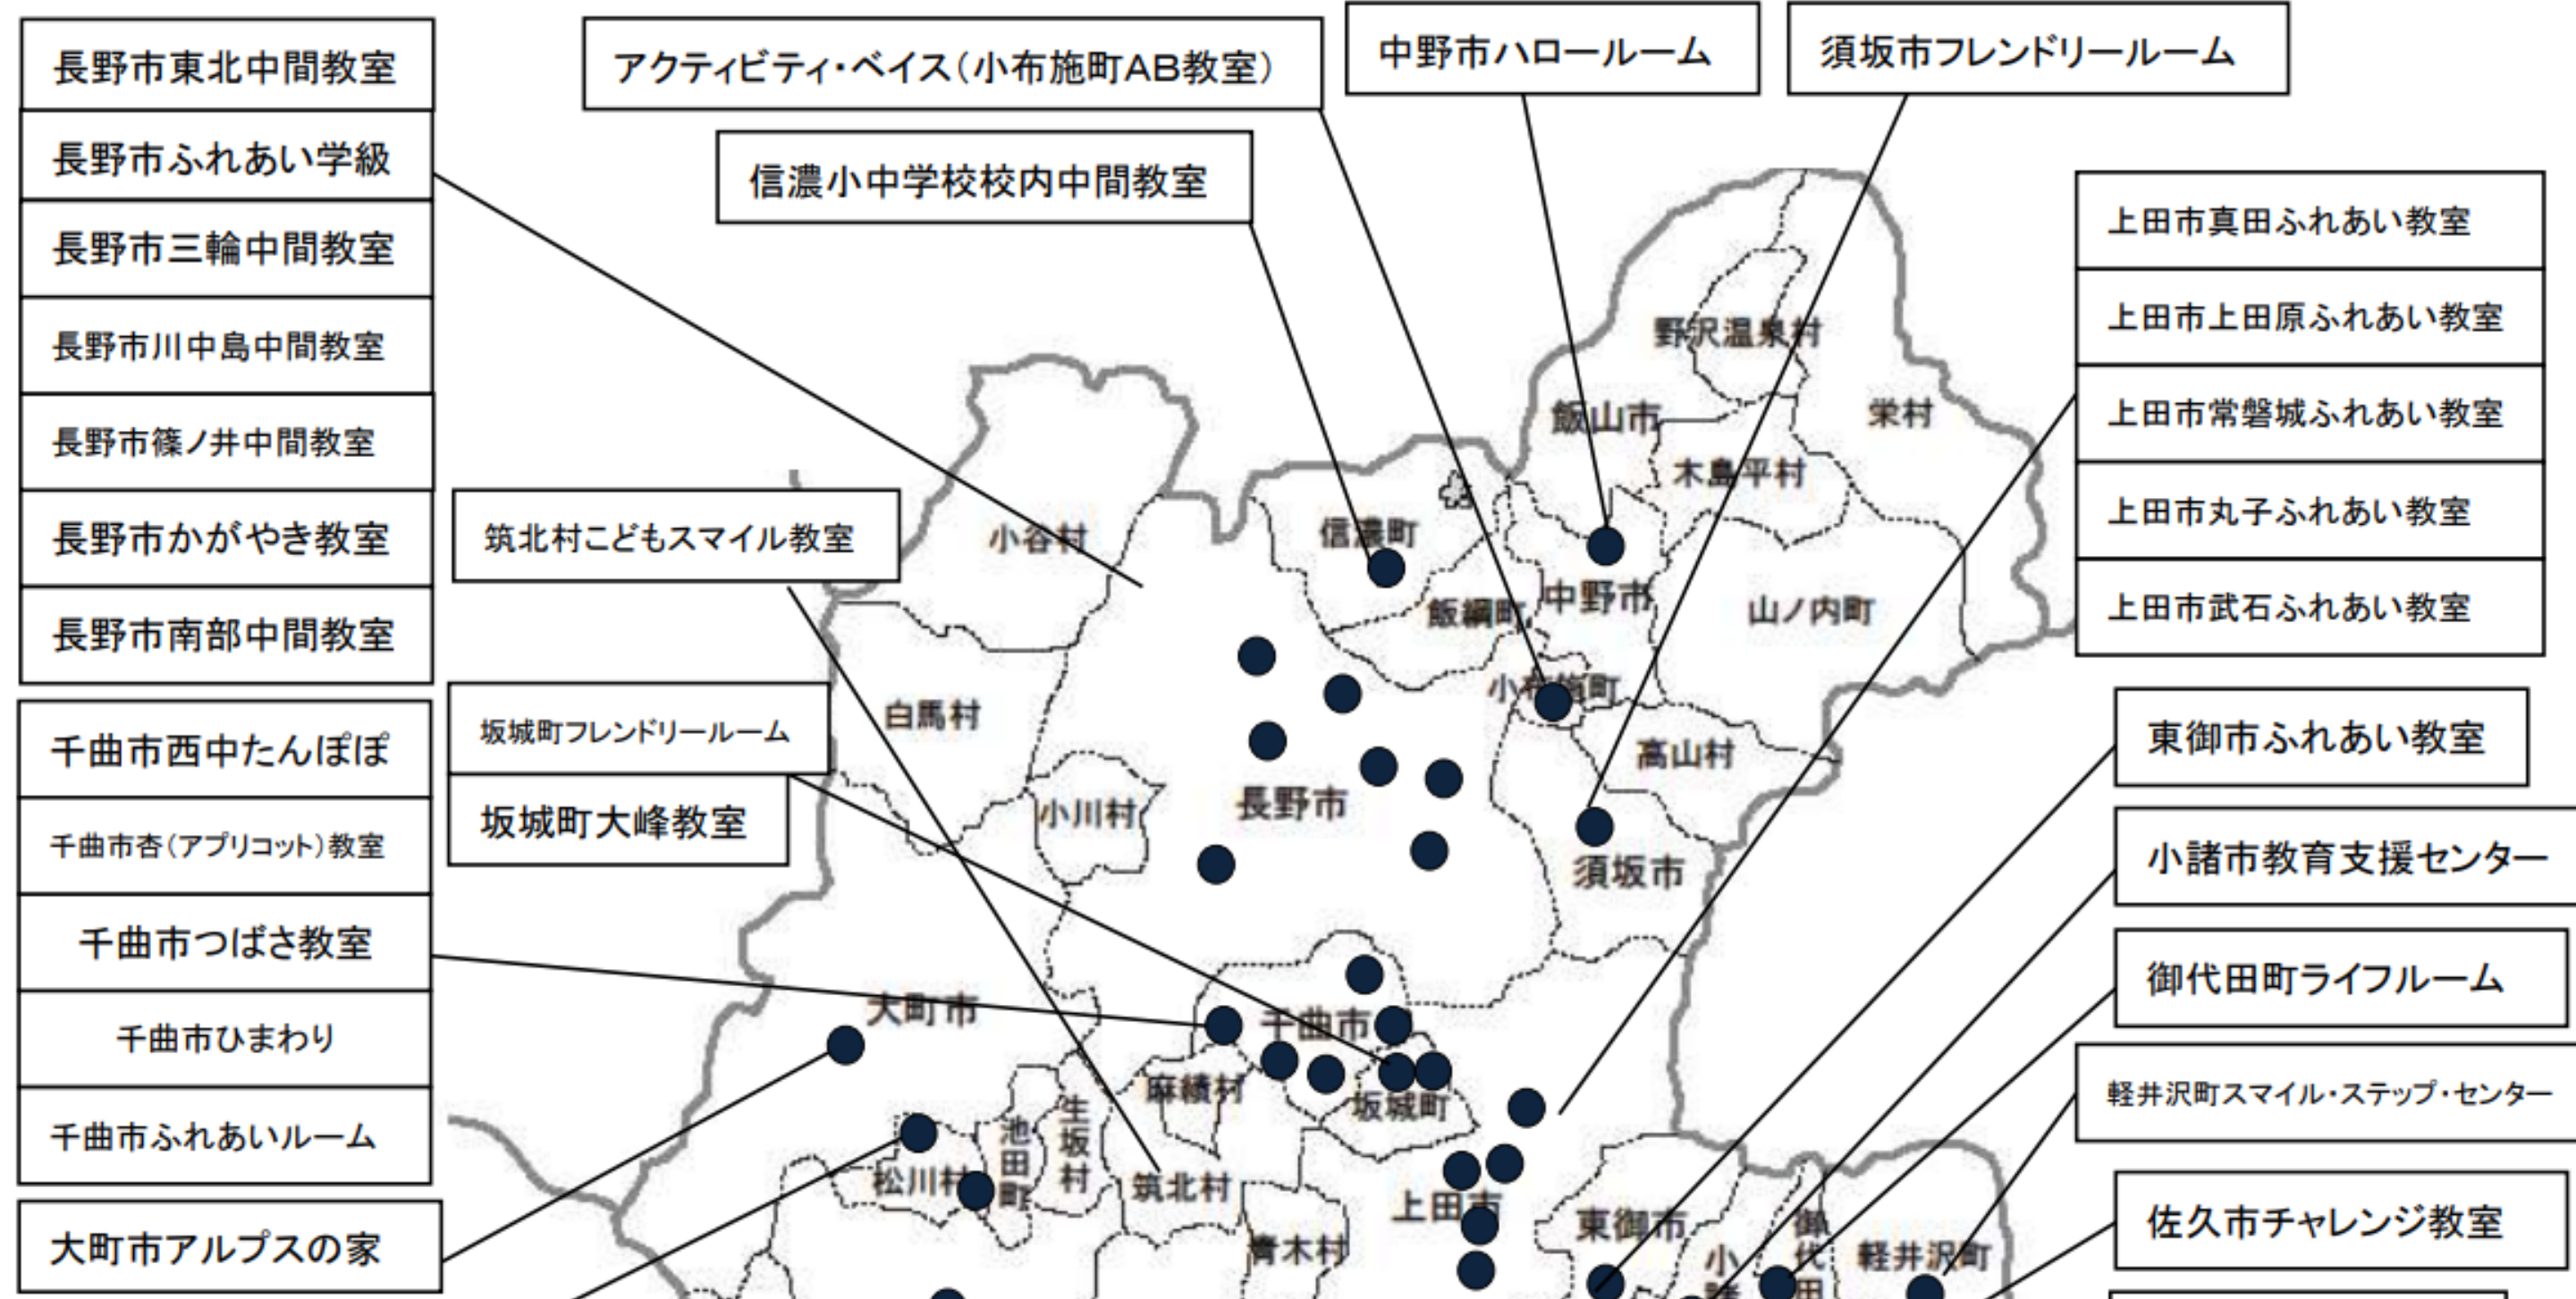 長野市東北中間教室
長野市ふれあい学級
長野市三輪中間教室
長野市川中島中間教室
長野市篠ノ井中間教室
長野市かがやき教室
長野市南部中間教室
千曲市西中たんぽぽ
千曲市杏（アプリコット）教室
千曲市つばさ教室
千曲市ひまわり
千曲市ふれあいルーム
大町市アルプスの家
アクティビティ・ベイス（小布施町AB教室）
信濃小中学校校内中間教室
中野市ハロールーム
須坂市フレンドリールーム
筑北村こどもスマイル教室
坂城町フレンドリールーム
坂城町大峰教室
上田市真田ふれあい教室
上田市上田原ふれあい教室
上田市常磐城ふれあい教室
上田市丸子ふれあい教室
上田市武石ふれあい教室
東御市ふれあい教室
小諸市教育支援センター
御代田町ライフルーム
軽井沢町スマイル・ステップ・センター
佐久市チャレンジ教室
野沢温泉村
飯山市
栄村
木島平村
小谷村
信濃町
飯綱町
中野市
山ノ内町
小布施町
白馬村
高山村
小川村
長野市
須坂市
大町市
千曲市
麻績村
坂城町
生坂村
池田町
松川村
筑北村
上田市
青木村
東御市
御代田
軽井沢町
小